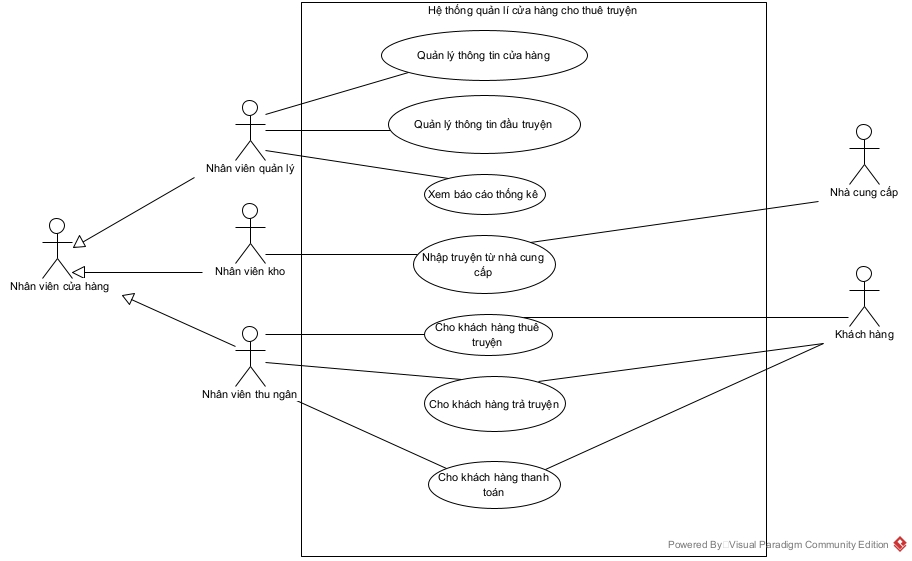 Hệ thống quản lí cửa hàng cho thuê truyện
Quản lý thông tin cửa hàng
Quản lý thông tin đầu truyện
Nhân viên quản lý
Nhà cung cấp
Xem báo cáo thống kê
Nhập truyện từ nhà cung
cấp
Nhân viên kho
Nhân viên cửa hàng
Cho khách hàng thuê
truyện
Khách hàng
Nhân viên thu ngân
Cho khách hàng trả truyện
Cho khách hàng thanh
toán
Powered By Visual Paradigm Community Edition